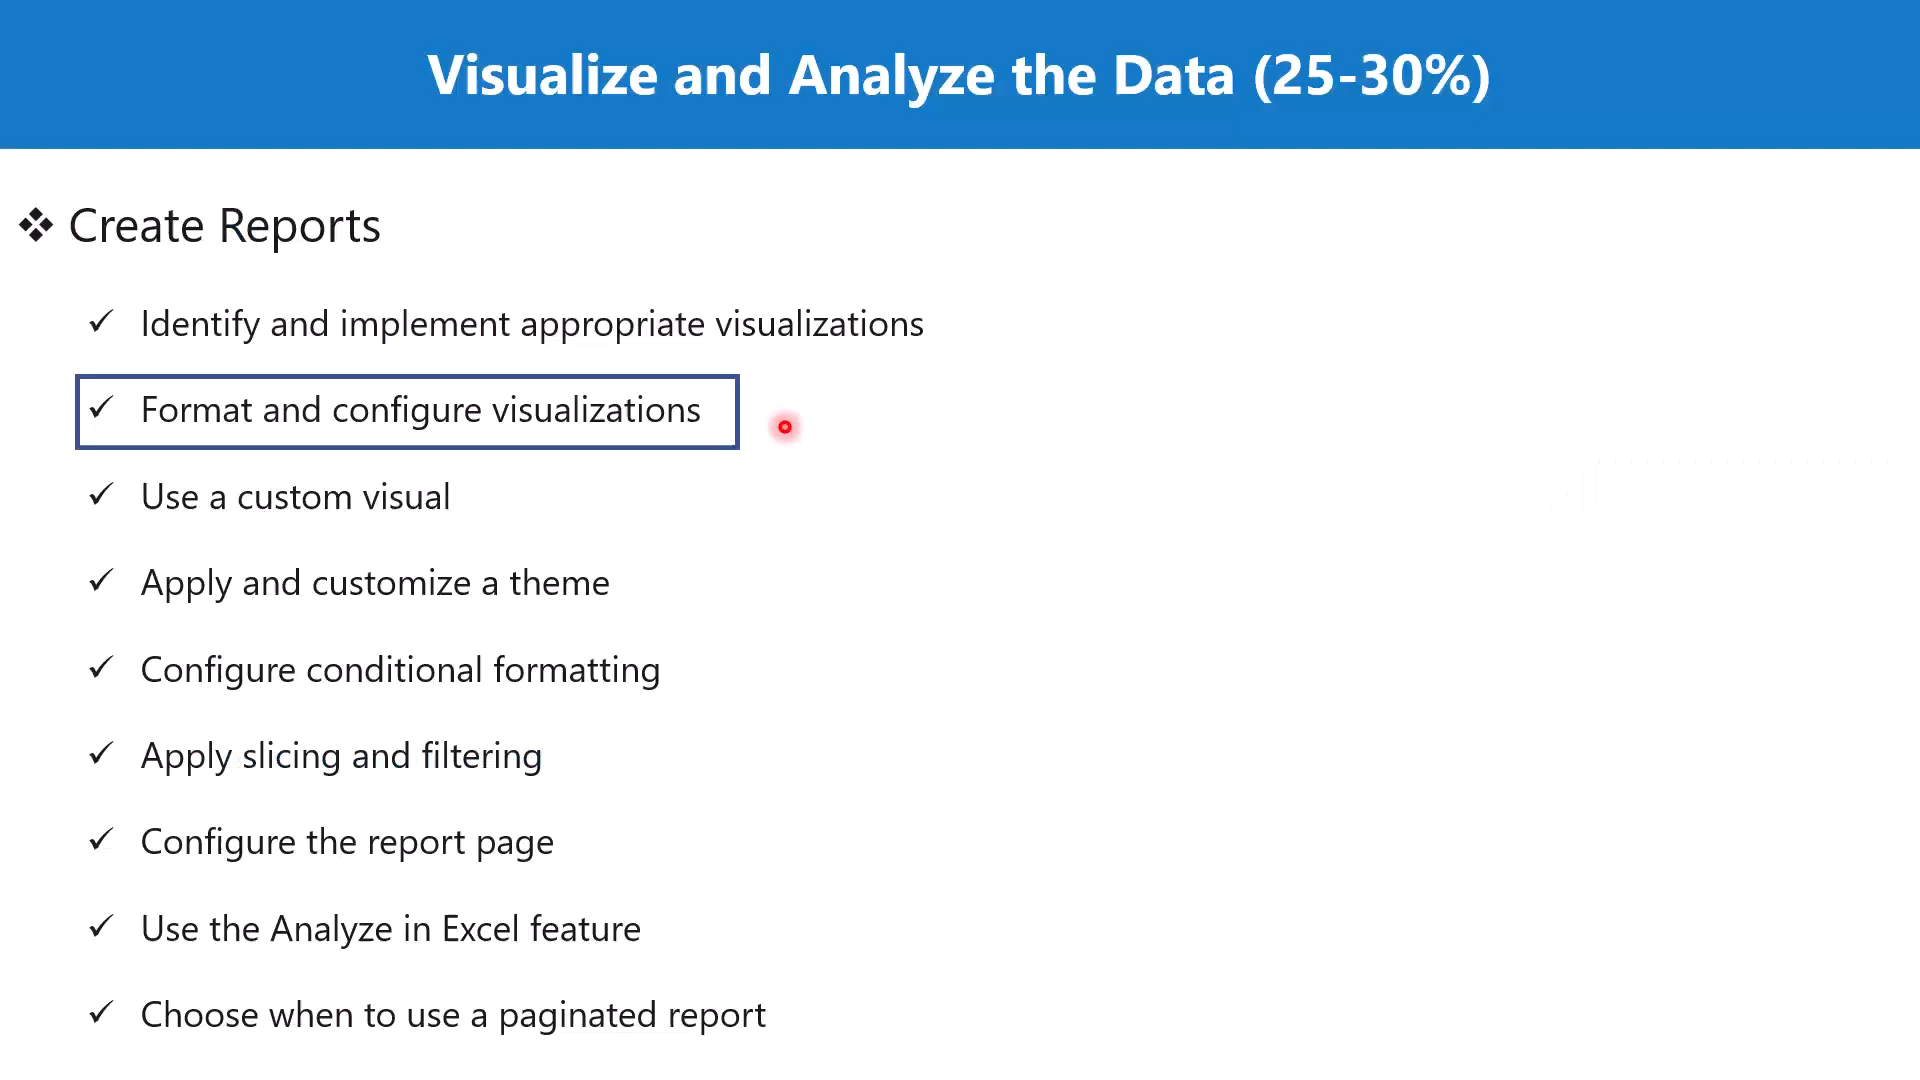 Visualize and Analyze the Data (25-30%)
❖ Create Reports
✓ Identify and implement appropriate visualizations
✓ Format and configure visualizations
✓ Use a custom visual
✓ Apply and customize a theme
✓ Configure conditional formatting
✓ Apply slicing and filtering
✓ Configure the report page
✓ Use the Analyze in Excel feature
✓ Choose when to use a paginated report